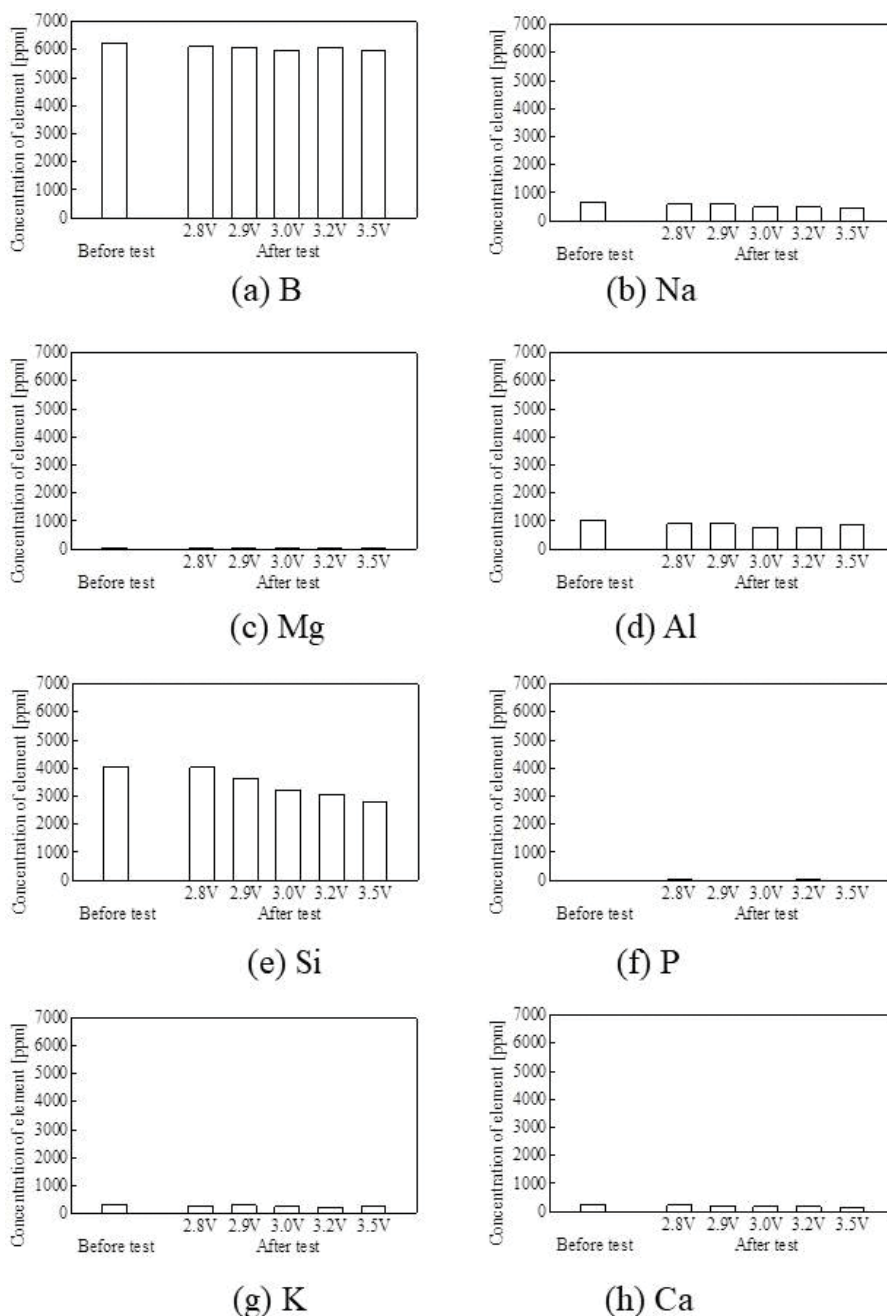 Concentration of element [ppm]
7000
6000
5000
4000
3000
2000
1000
0
2.8V 2.9V 3.0V 3.2V 3.5V
Before test After test
(a) B
Concentration of element [ppm]
7000
6000
5000
4000
3000
2000
1000
0
2.8V 2.9V 3.0V 3.2V 3.5V
Before test After test
(b) Na
Concentration of element [ppm]
7000
6000
5000
4000
3000
2000
1000
0
2.8V 2.9V 3.0V 3.2V 3.5V
Before test After test
(c) Mg
Concentration of element [ppm]
7000
6000
5000
4000
3000
2000
1000
0
2.8V 2.9V 3.0V 3.2V 3.5V
Before test After test
(d) Al
Concentration of element [ppm]
7000
6000
5000
4000
3000
2000
1000
0
2.8V 2.9V 3.0V 3.2V 3.5V
Before test After test
(e) Si
Concentration of element [ppm]
7000
6000
5000
4000
3000
2000
1000
0
2.8V 2.9V 3.0V 3.2V 3.5V
Before test After test
(f) P
Concentration of element [ppm]
7000
6000
5000
4000
3000
2000
1000
0
2.8V 2.9V 3.0V 3.2V 3.5V
Before test After test
(g) K
Concentration of element [ppm]
7000
6000
5000
4000
3000
2000
1000
0
2.8V 2.9V 3.0V 3.2V 3.5V
Before test After test
(h) Ca